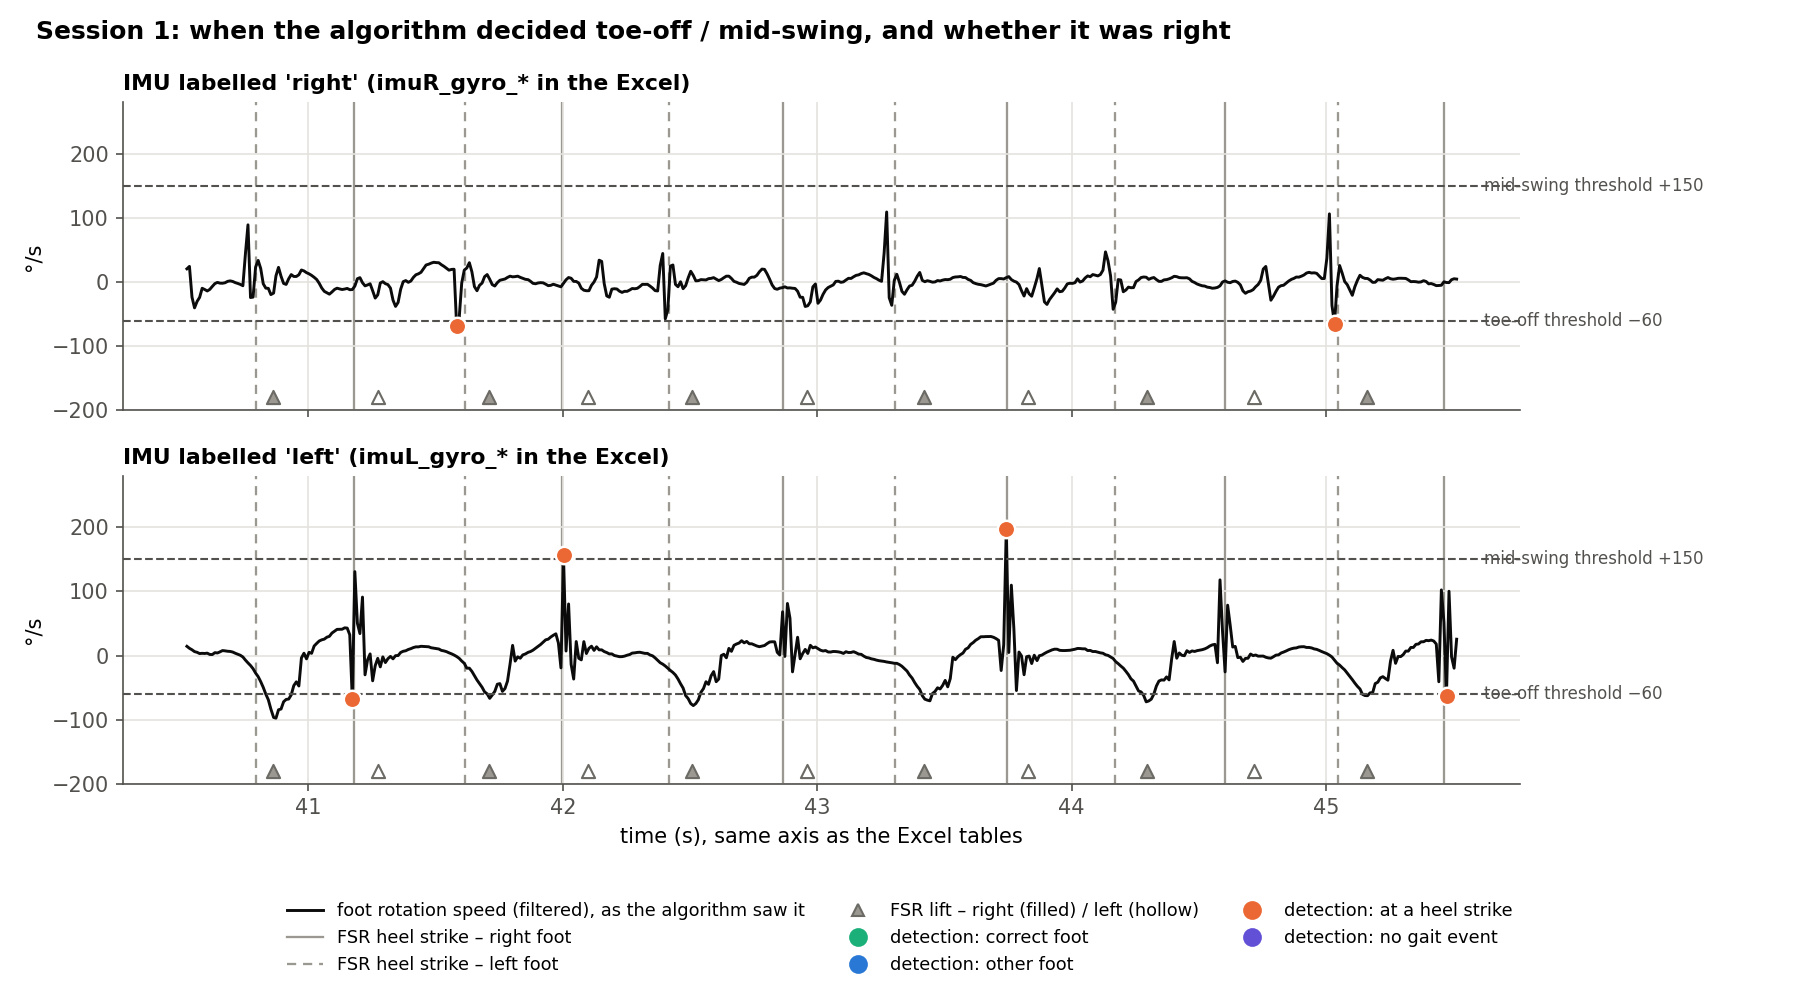 Session 1: when the algorithm decided toe-off / mid-swing, and whether it was right
IMU labelled 'right' (imuR_gyro_* in the Excel)
°/s
200
100
0
−100
−200
mid-swing threshold +150
toe-off threshold −60
IMU labelled 'left' (imuL_gyro_* in the Excel)
°/s
200
100
0
−100
−200
mid-swing threshold +150
toe-off threshold −60
41 42 43 44 45
time (s), same axis as the Excel tables
foot rotation speed (filtered), as the algorithm saw it
FSR heel strike – right foot
FSR heel strike – left foot
FSR lift – right (filled) / left (hollow)
detection: correct foot
detection: other foot
detection: at a heel strike
detection: no gait event